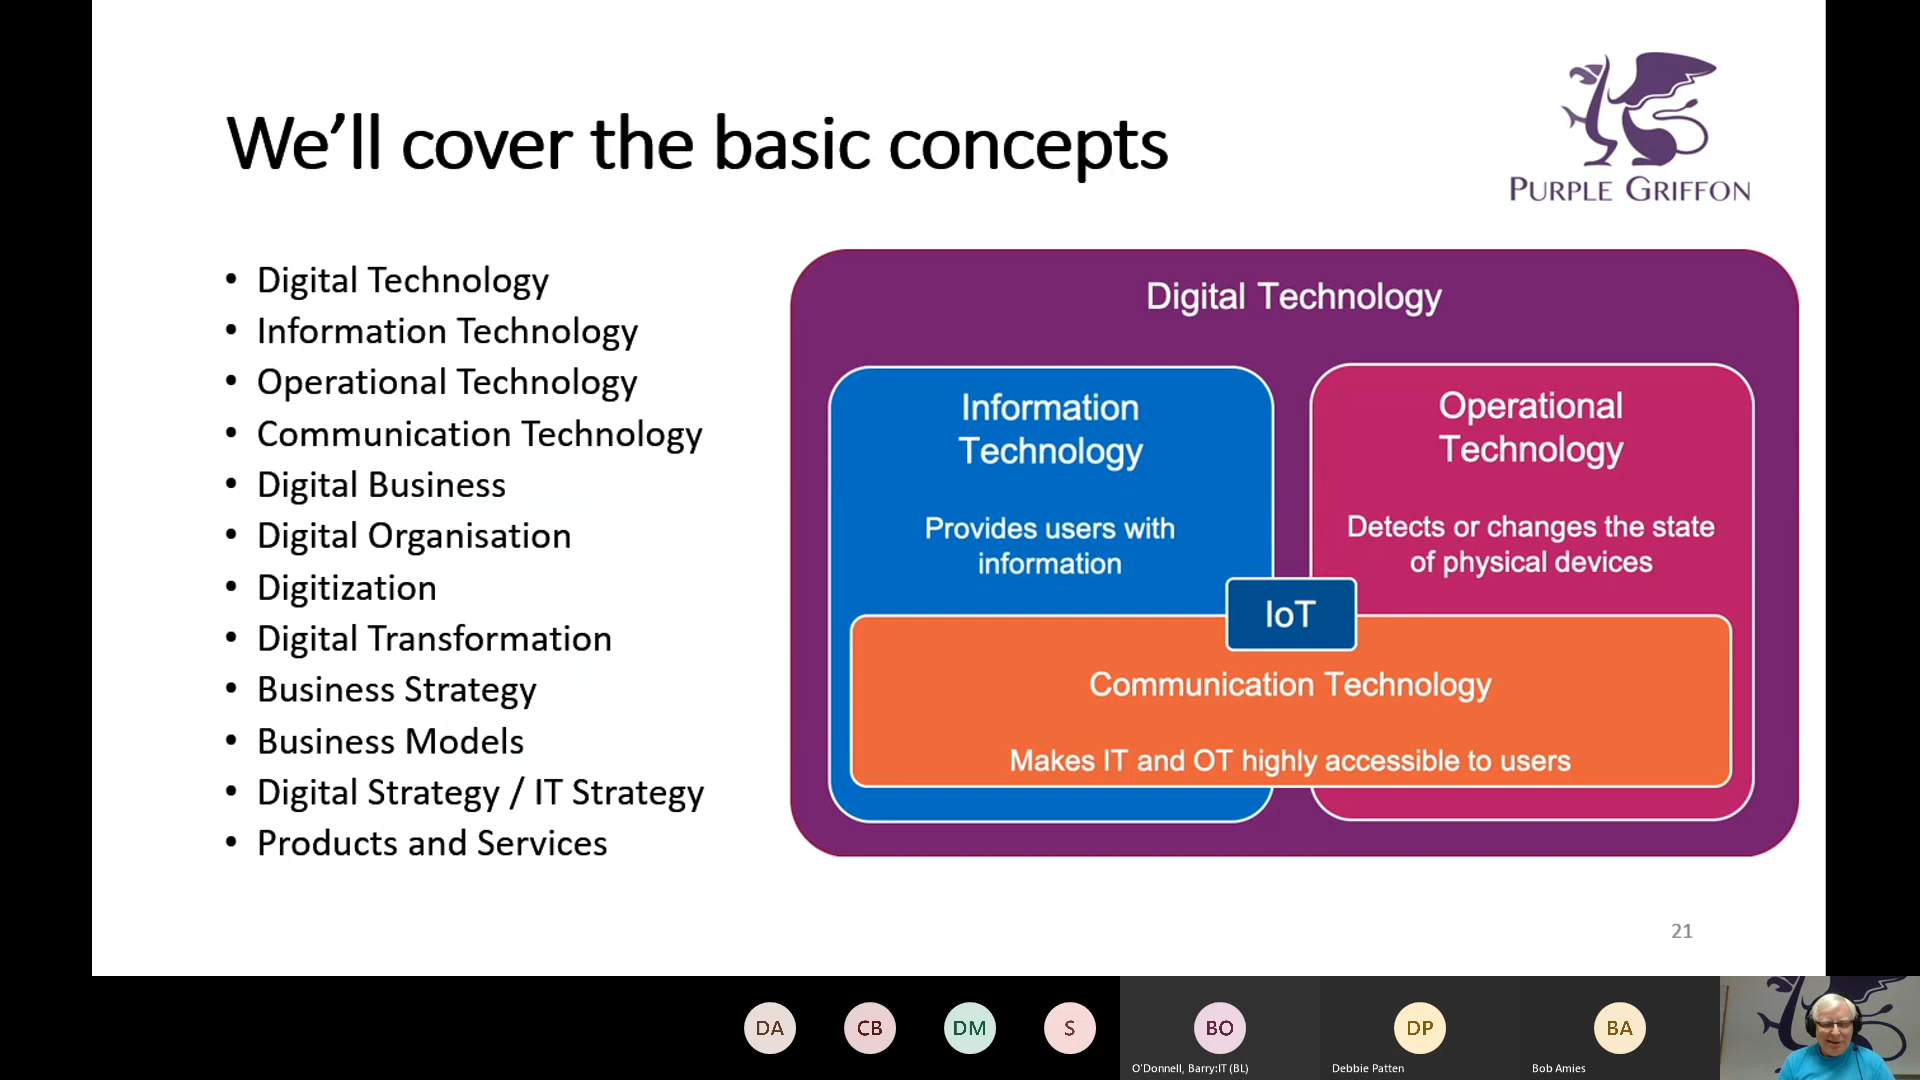 We’ll cover the basic concepts
PURPLE GRIFFON
• Digital Technology
• Information Technology
• Operational Technology
• Communication Technology
• Digital Business
• Digital Organisation
• Digitization
• Digital Transformation
• Business Strategy
• Business Models
• Digital Strategy / IT Strategy
• Products and Services
Digital Technology
Information
Technology
Provides users with
information
Operational
Technology
Detects or changes the state
of physical devices
IoT
Communication Technology
Makes IT and OT highly accessible to users
21
DA
CB
DM
S
BO
O'Donnell, Barry:IT (BL)
DP
Debbie Patten
BA
Bob Amies